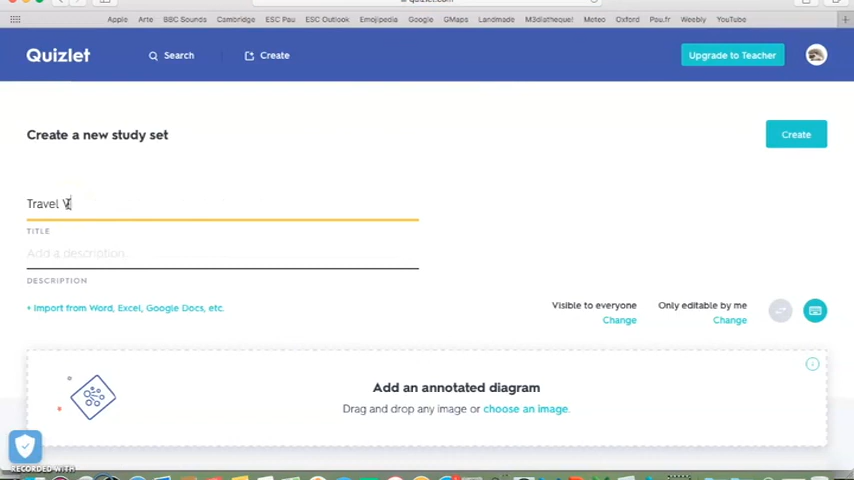 quizlet.com
Apple Arte BBC Sounds Cambridge ESC Pau ESC Outlook Emojipedia Google GMaps Landmade M3diatheque! Meteo Oxford Pau.fr Weebly YouTube
Quizlet Search Create Upgrade to Teacher
Create a new study set Create
Travel V
TITLE
Add a description...
DESCRIPTION
+ Import from Word, Excel, Google Docs, etc.
Visible to everyone Only editable by me
Change Change
Add an annotated diagram
Drag and drop any image or choose an image.
RECORDED WITH